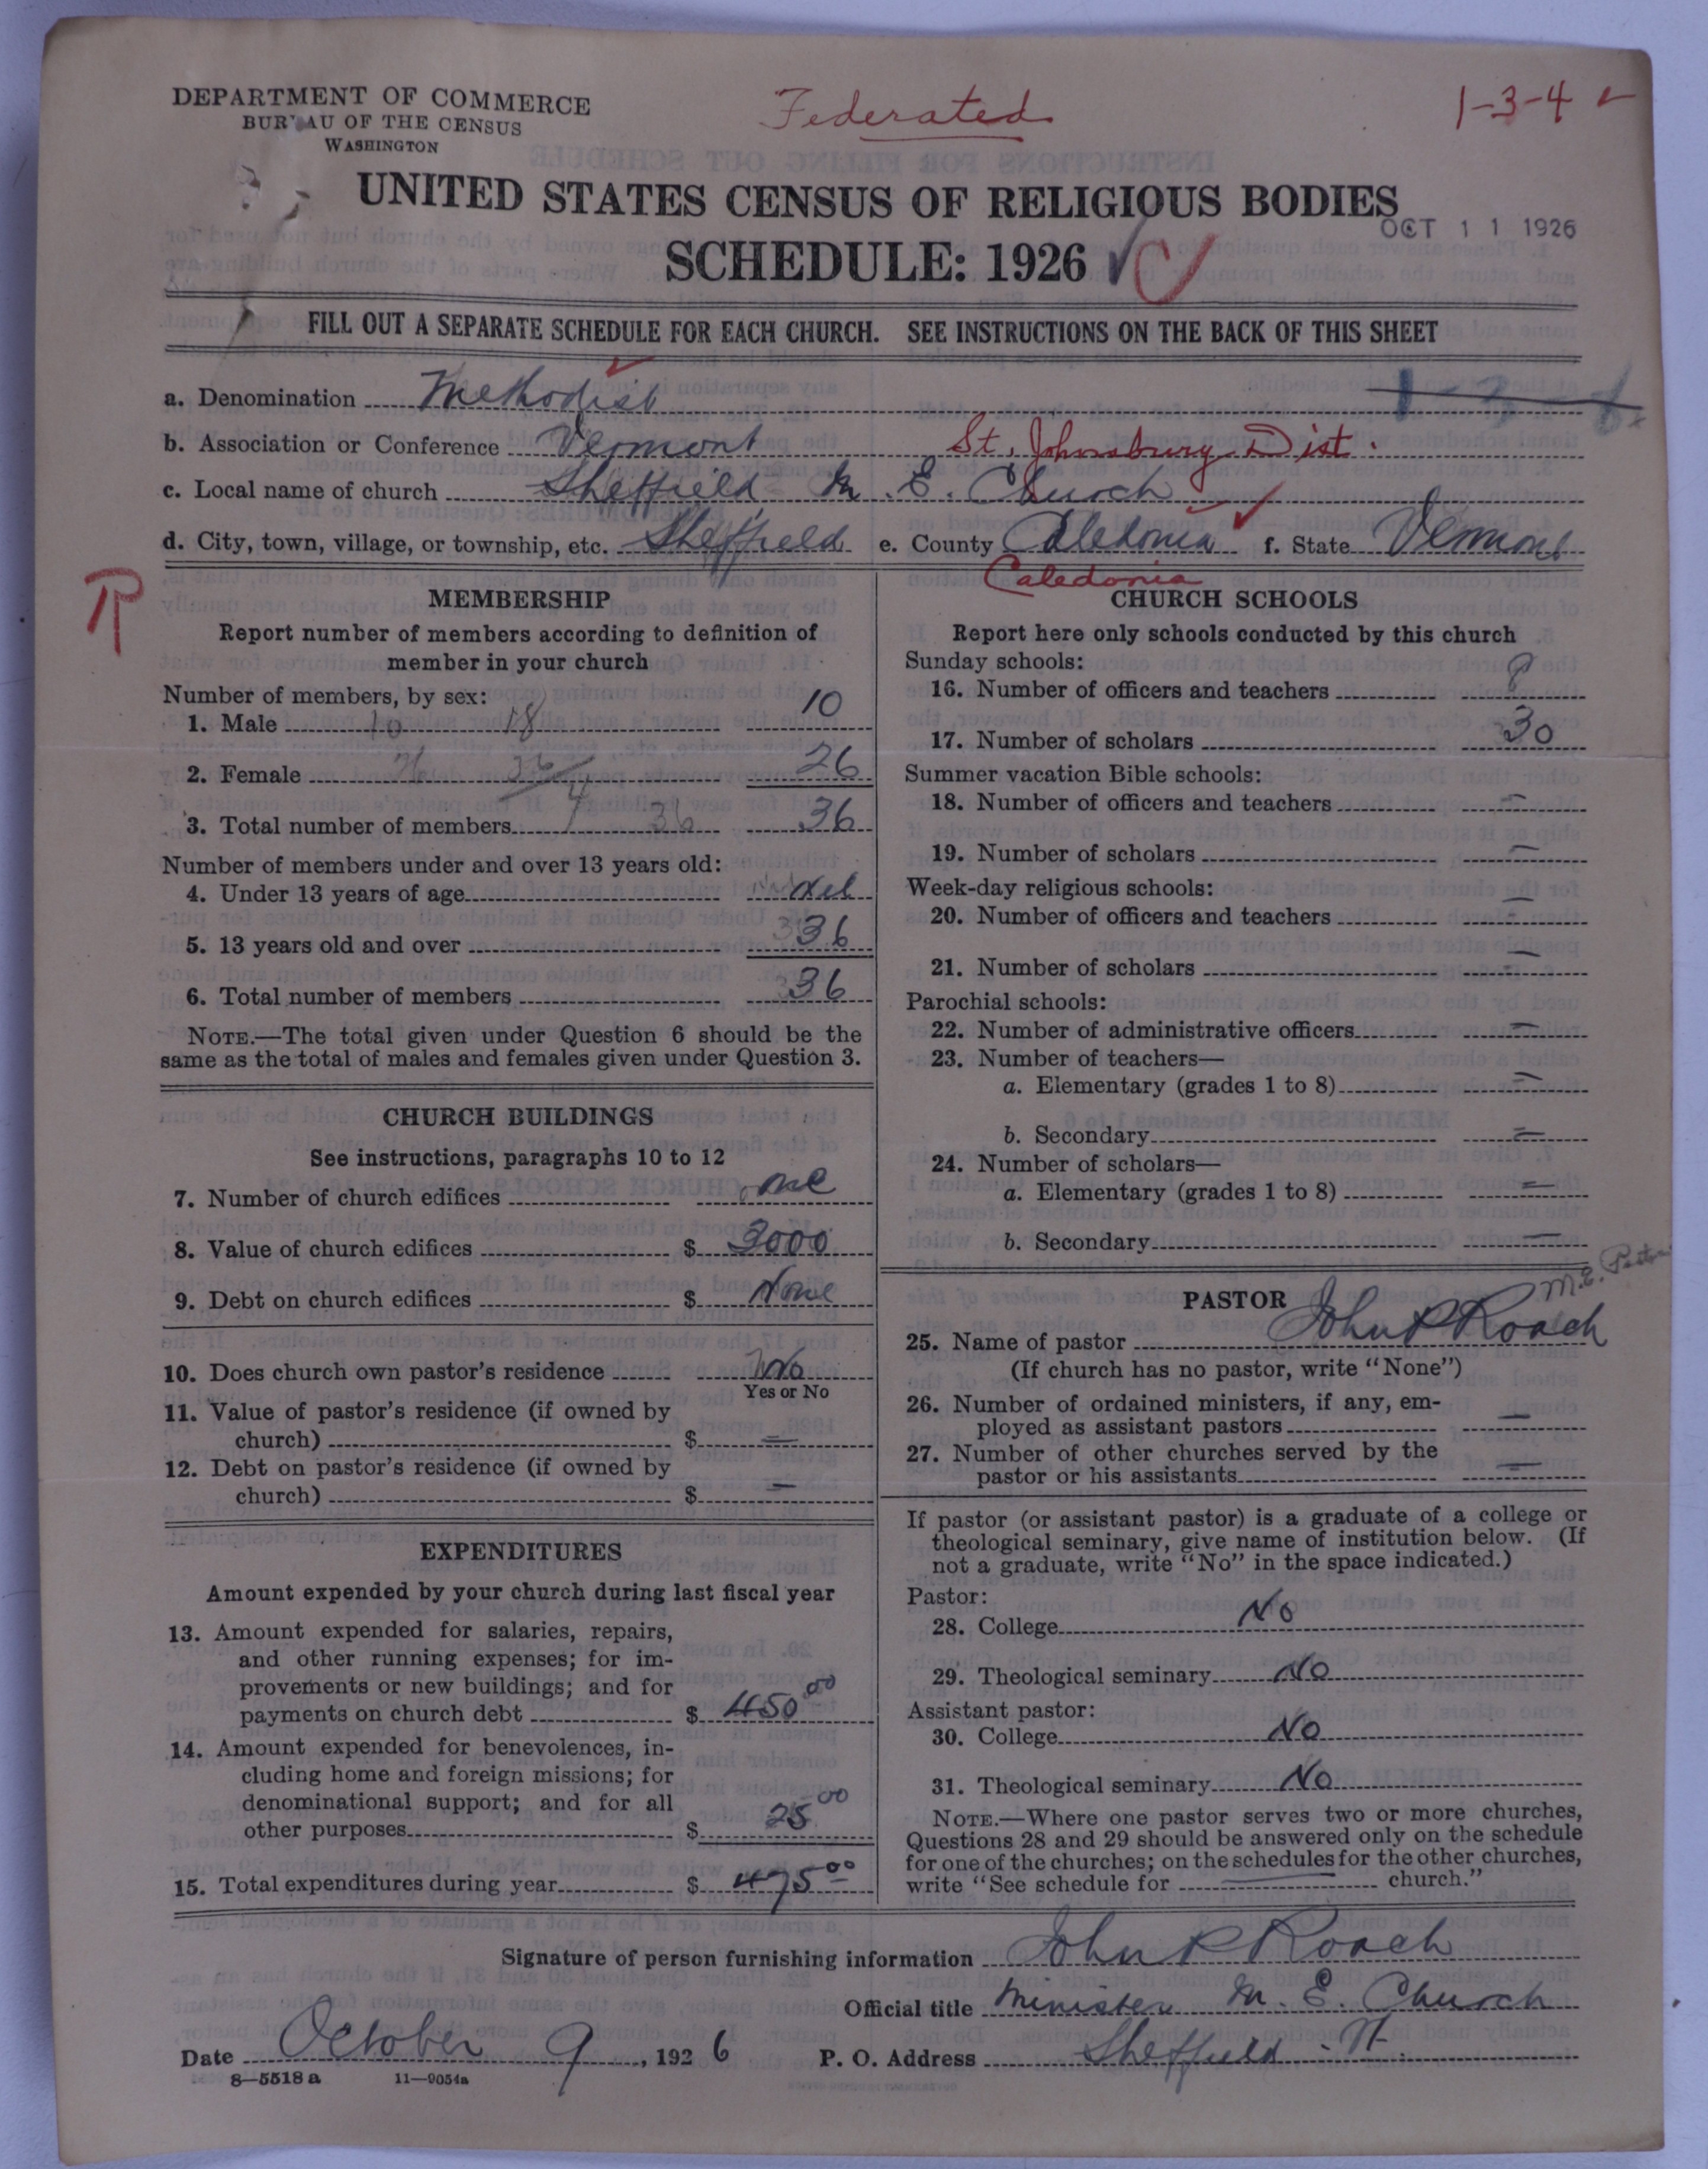 DEPARTMENT OF COMMERCE
BUREAU OF THE CENSUS
WASHINGTON
Federated
1-3-4
UNITED STATES CENSUS OF RELIGIOUS BODIES
OCT 11 1926
SCHEDULE: 1926
FILL OUT A SEPARATE SCHEDULE FOR EACH CHURCH. SEE INSTRUCTIONS ON THE BACK OF THIS SHEET
a. Denomination Methodist
b. Association or Conference Vermont St. Johnsbury Dist.
c. Local name of church Sheffield M. E. Church
d. City, town, village, or township, etc. Sheffield e. County Caledonia f. State Vermont
Caledonia
R
MEMBERSHIP
Report number of members according to definition of
member in your church
Number of members, by sex:
1. Male 10 18 10
2. Female 26 26
3. Total number of members 36 36
Number of members under and over 13 years old:
4. Under 13 years of age
5. 13 years old and over 36
6. Total number of members 36
NOTE.—The total given under Question 6 should be the
same as the total of males and females given under Question 3.
CHURCH BUILDINGS
See instructions, paragraphs 10 to 12
7. Number of church edifices one
8. Value of church edifices $ 3000
9. Debt on church edifices $ None
10. Does church own pastor's residence No
Yes or No
11. Value of pastor's residence (if owned by
church) $ —
12. Debt on pastor's residence (if owned by
church) $ —
EXPENDITURES
Amount expended by your church during last fiscal year
13. Amount expended for salaries, repairs,
and other running expenses; for im-
provements or new buildings; and for
payments on church debt $ 450 00
14. Amount expended for benevolences, in-
cluding home and foreign missions; for
denominational support; and for all
other purposes $ 25 00
15. Total expenditures during year $ 475 00
CHURCH SCHOOLS
Report here only schools conducted by this church
Sunday schools:
16. Number of officers and teachers 8
17. Number of scholars 30
Summer vacation Bible schools:
18. Number of officers and teachers —
19. Number of scholars —
Week-day religious schools:
20. Number of officers and teachers —
21. Number of scholars —
Parochial schools:
22. Number of administrative officers —
23. Number of teachers—
a. Elementary (grades 1 to 8) —
b. Secondary —
24. Number of scholars—
a. Elementary (grades 1 to 8) —
b. Secondary —
M.E. Pastor
PASTOR
25. Name of pastor John P Roach
(If church has no pastor, write "None")
26. Number of ordained ministers, if any, em-
ployed as assistant pastors —
27. Number of other churches served by the
pastor or his assistants —
If pastor (or assistant pastor) is a graduate of a college or
theological seminary, give name of institution below. (If
not a graduate, write "No" in the space indicated.)
Pastor:
28. College No
29. Theological seminary No
Assistant pastor:
30. College No
31. Theological seminary No
NOTE.—Where one pastor serves two or more churches,
Questions 28 and 29 should be answered only on the schedule
for one of the churches; on the schedules for the other churches,
write "See schedule for — church."
Signature of person furnishing information John P Roach
Official title Minister M. E. Church
Date October 9, 1926 P. O. Address Sheffield. Vt.
8—5518a 11—9054a